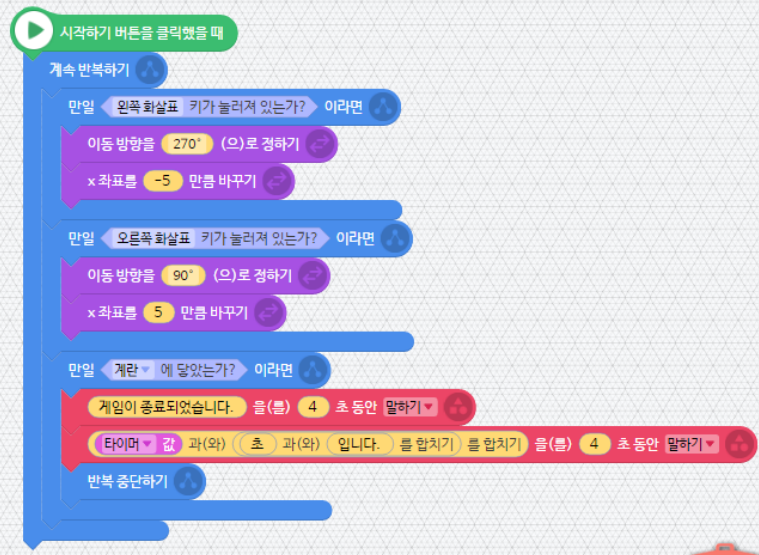 시작하기 버튼을 클릭했을 때
계속 반복하기
만일 왼쪽 화살표 키가 눌러져 있는가? 이라면
이동 방향을 270° (으)로 정하기
x 좌표를 -5 만큼 바꾸기
만일 오른쪽 화살표 키가 눌러져 있는가? 이라면
이동 방향을 90° (으)로 정하기
x 좌표를 5 만큼 바꾸기
만일 계란 에 닿았는가? 이라면
게임이 종료되었습니다. 을(를) 4 초 동안 말하기
타이머 값 과(와) 초 과(와) 입니다. 를 합치기 를 합치기 을(를) 4 초 동안 말하기
반복 중단하기